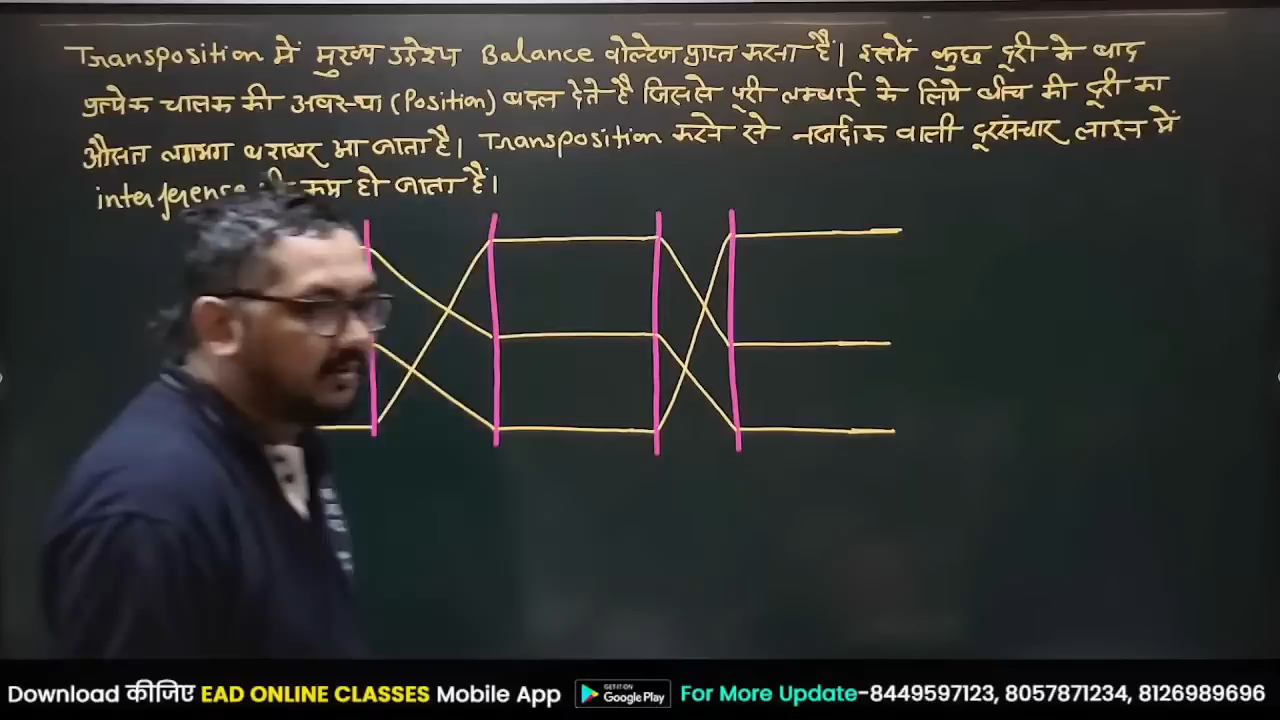 Transposition में मुख्य उद्देश्य Balance वोल्टेज प्राप्त करना है। इसमें कुछ दूरी के बाद
प्रत्येक चालक की अवस्था (Position) बदल देते है जिससे पूरी लम्बाई के लिये बीच की दूरी का
औसत लगभग बराबर आ जाता है। Transposition करने से नजदीक वाली दूरसंचार लाइन में
interference कम हो जाता है।
Download कीजिए EAD ONLINE CLASSES Mobile App GET IT ON Google Play For More Update-8449597123, 8057871234, 8126989696